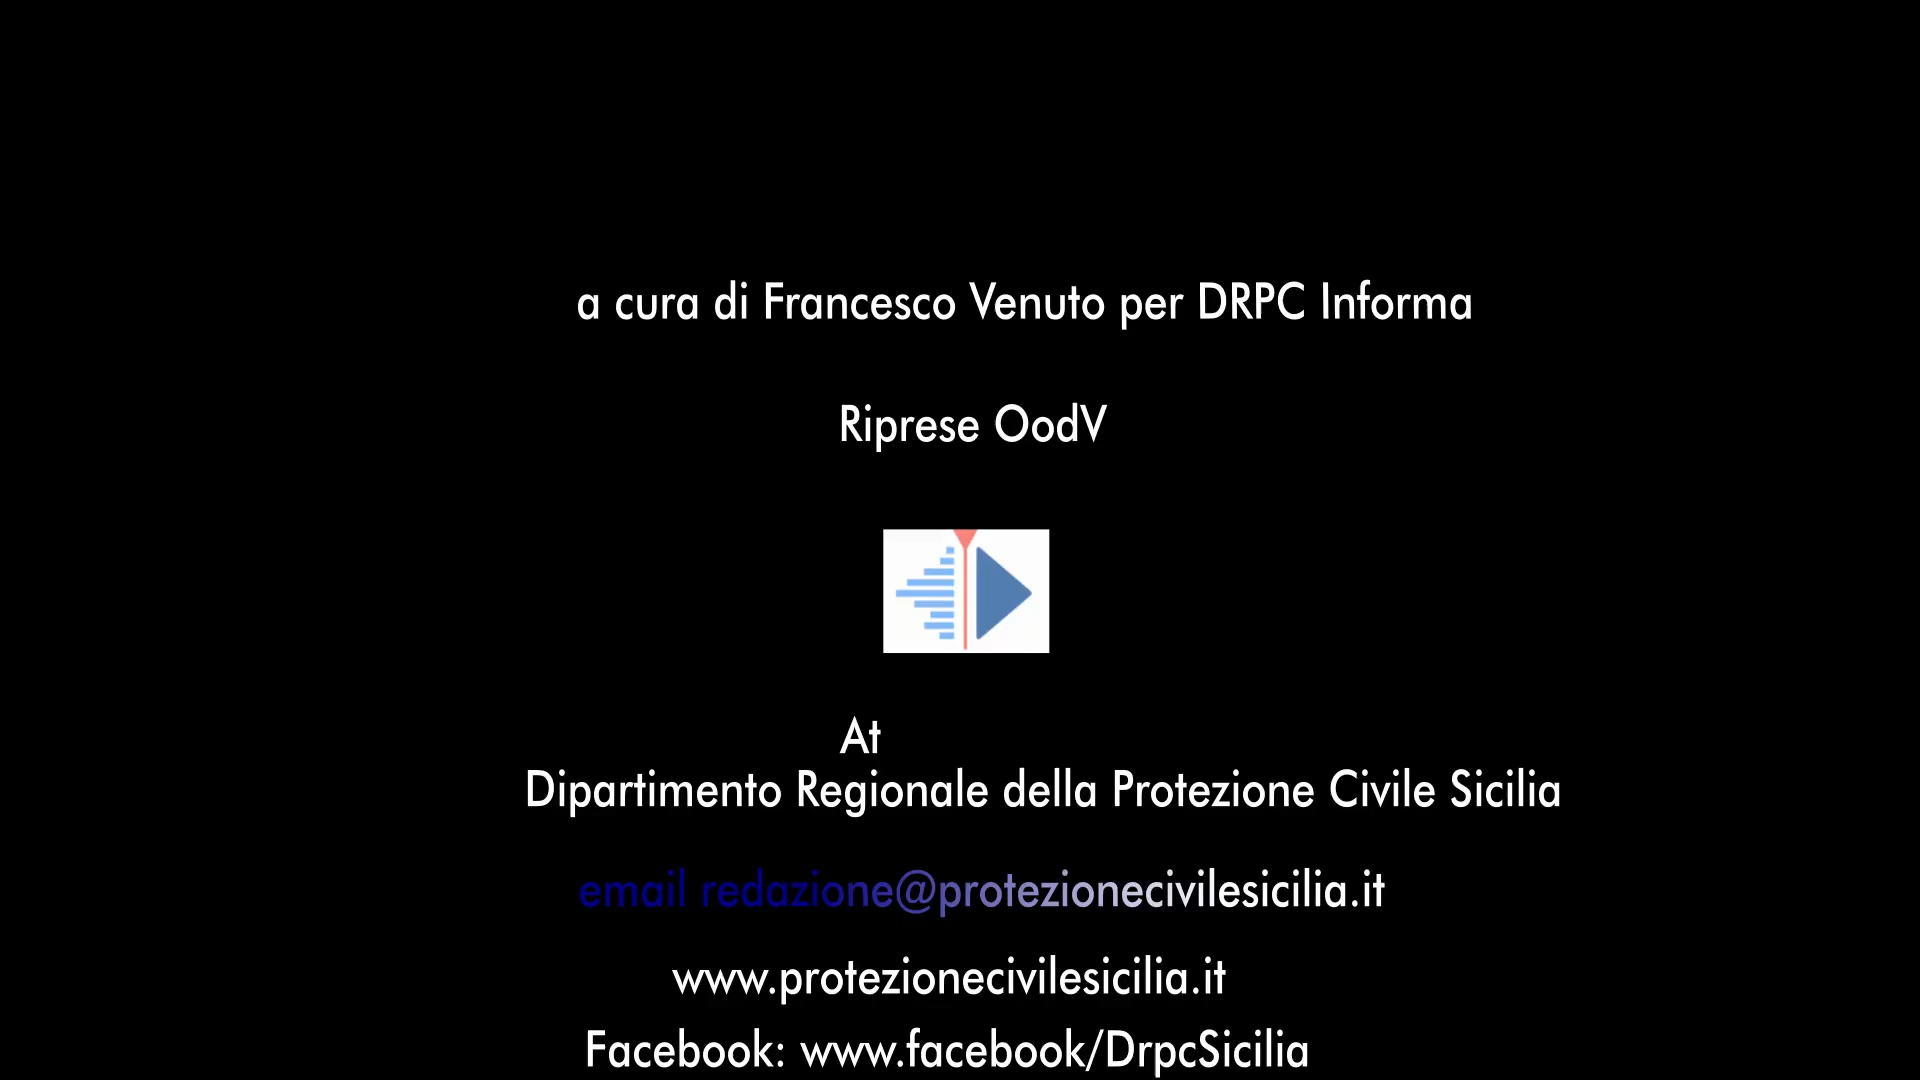 a cura di Francesco Venuto per DRPC Informa
Riprese OodV
At
Dipartimento Regionale della Protezione Civile Sicilia
email redazione@protezionecivilesicilia.it
www.protezionecivilesicilia.it
Facebook: www.facebook/DrpcSicilia